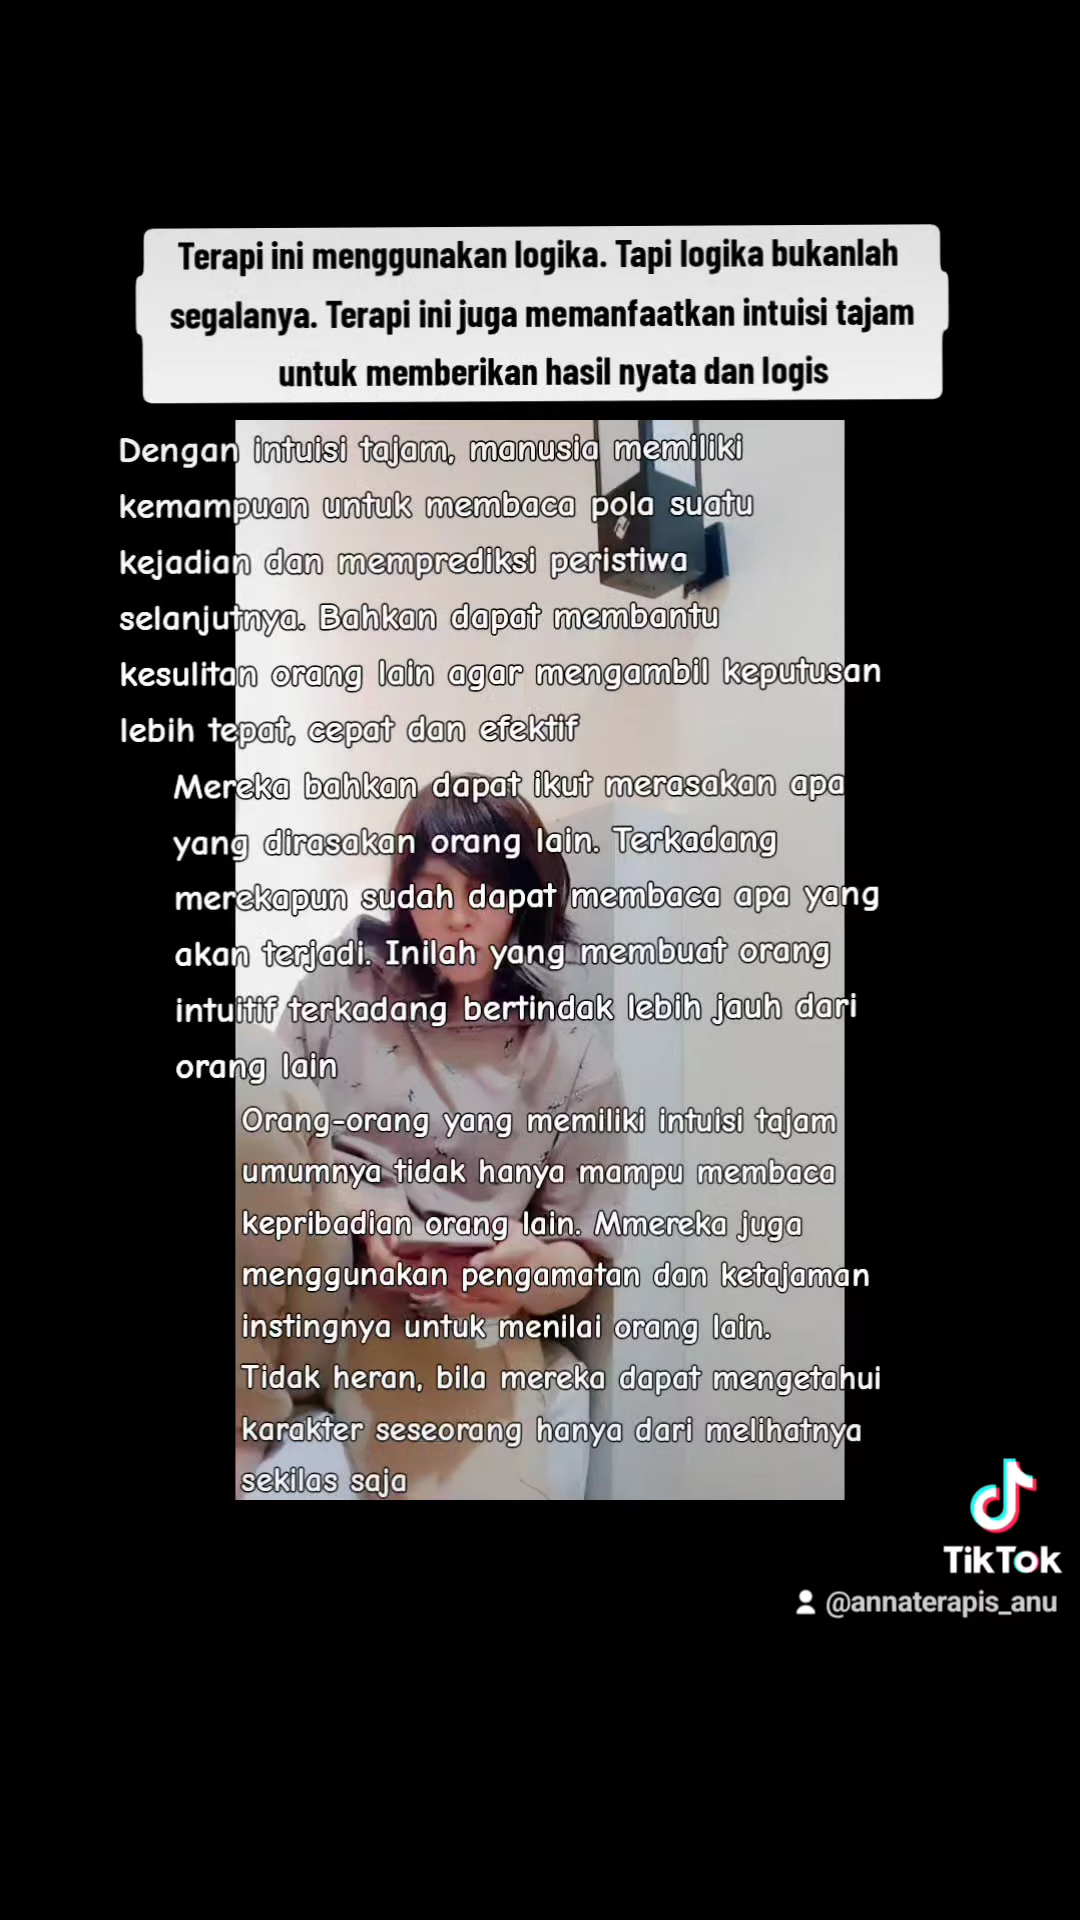 Terapi ini menggunakan logika. Tapi logika bukanlah
segalanya. Terapi ini juga memanfaatkan intuisi tajam
untuk memberikan hasil nyata dan logis
Dengan intuisi tajam, manusia memiliki
kemampuan untuk membaca pola suatu
kejadian dan memprediksi peristiwa
selanjutnya. Bahkan dapat membantu
kesulitan orang lain agar mengambil keputusan
lebih tepat, cepat dan efektif
Mereka bahkan dapat ikut merasakan apa
yang dirasakan orang lain. Terkadang
merekapun sudah dapat membaca apa yang
akan terjadi. Inilah yang membuat orang
intuitif terkadang bertindak lebih jauh dari
orang lain
Orang-orang yang memiliki intuisi tajam
umumnya tidak hanya mampu membaca
kepribadian orang lain. Mmereka juga
menggunakan pengamatan dan ketajaman
instingnya untuk menilai orang lain.
Tidak heran, bila mereka dapat mengetahui
karakter seseorang hanya dari melihatnya
sekilas saja
TikTok
@annaterapis_anu